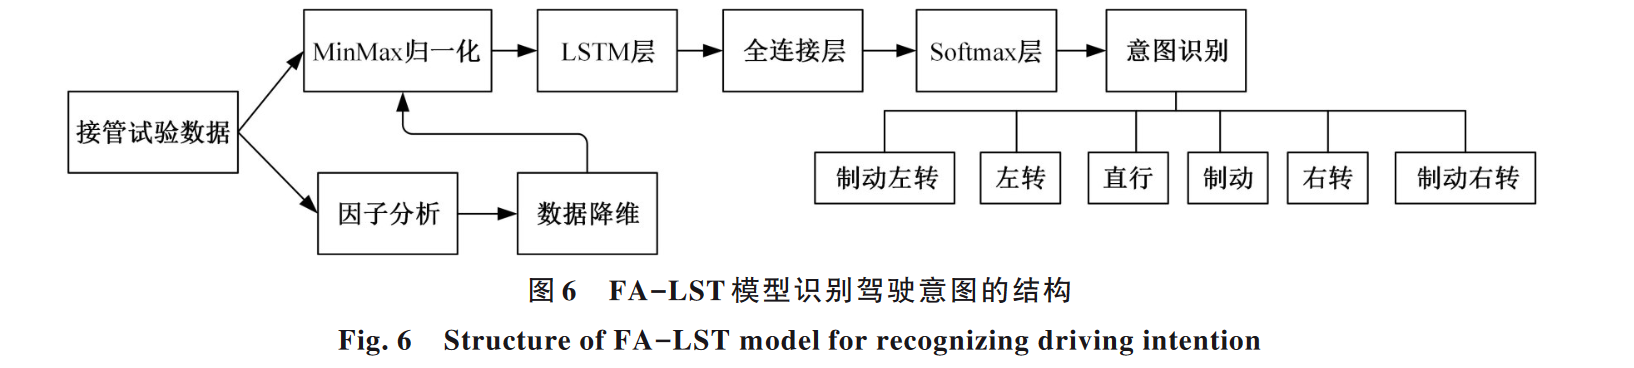 MinMax归一化
LSTM层
全连接层
Softmax层
意图识别
接管试验数据
因子分析
数据降维
制动左转
左转
直行
制动
右转
制动右转
图6 FA-LST模型识别驾驶意图的结构
Fig. 6 Structure of FA-LST model for recognizing driving intention